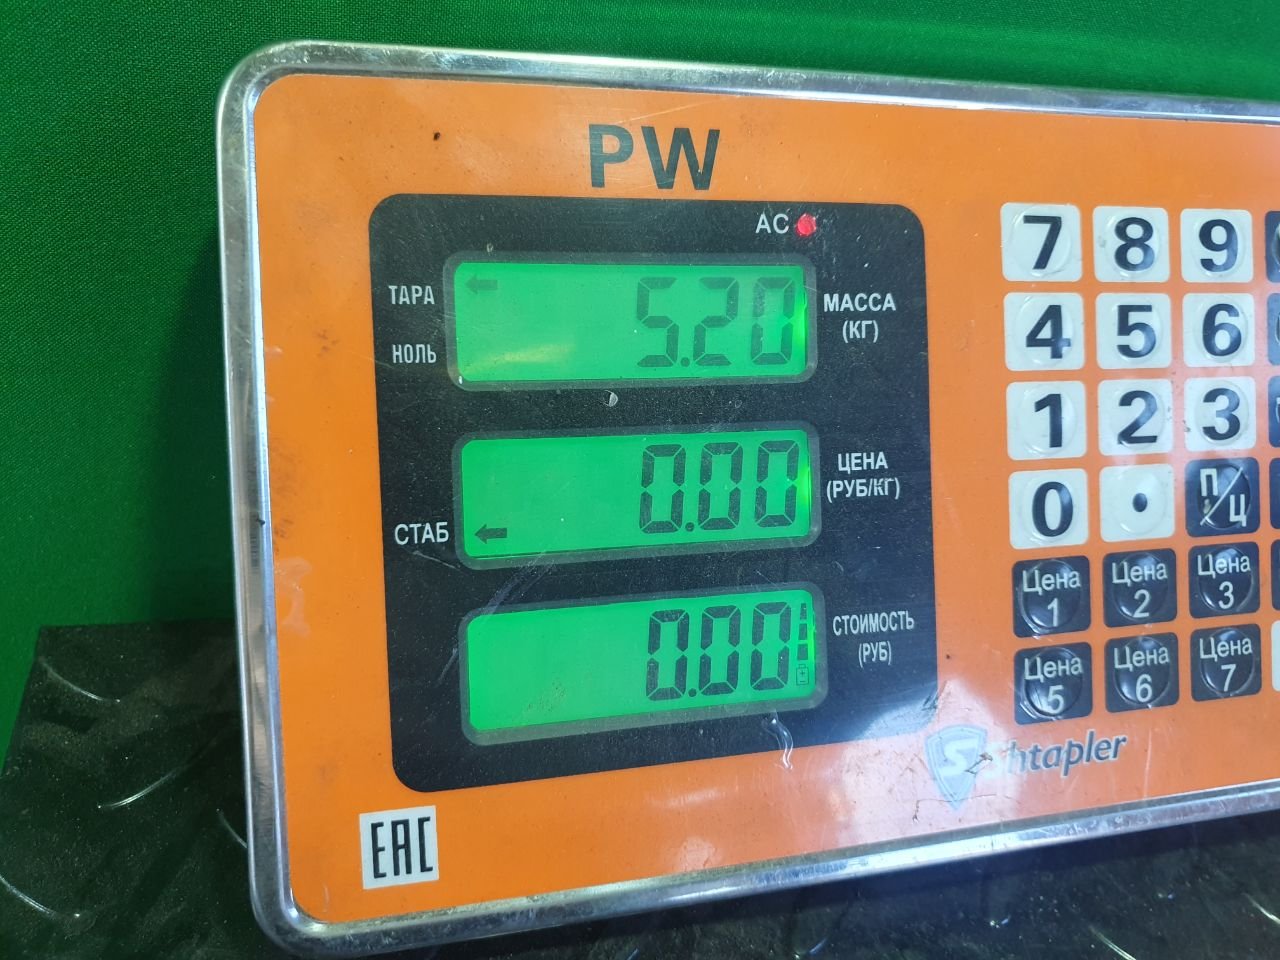 PW
AC
ТАРА
НОЛЬ
5.20
МАССА
(КГ)
СТАБ
0.00
ЦЕНА
(РУБ/КГ)
0.00
СТОИМОСТЬ
(РУБ)
7 8 9
4 5 6
1 2 3
0 . П/Ц
Цена 1 Цена 2 Цена 3
Цена 5 Цена 6 Цена 7
Shtapler
EAC